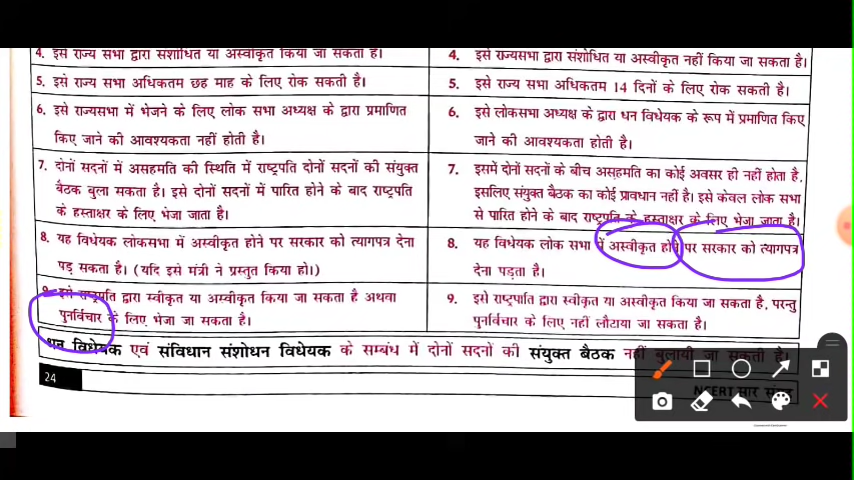 4. इसे राज्य सभा द्वारा संशोधित या अस्वीकृत किया जा सकता है।
5. इसे राज्य सभा अधिकतम छह माह के लिए रोक सकती है।
6. इसे राज्यसभा में भेजने के लिए लोक सभा अध्यक्ष के द्वारा प्रमाणित
किए जाने की आवश्यकता नहीं होती है।
7. दोनों सदनों में असहमति की स्थिति में राष्ट्रपति दोनों सदनों की संयुक्त
बैठक बुला सकता है। इसे दोनों सदनों में पारित होने के बाद राष्ट्रपति
के हस्ताक्षर के लिए भेजा जाता है।
8. यह विधेयक लोकसभा में अस्वीकृत होने पर सरकार को त्यागपत्र देना
पड़ सकता है। (यदि इसे मंत्री ने प्रस्तुत किया हो।)
9. इसे राष्ट्रपति द्वारा स्वीकृत या अस्वीकृत किया जा सकता है अथवा
पुनर्विचार के लिए भेजा जा सकता है।
4. इसे राज्यसभा द्वारा संशोधित या अस्वीकृत नहीं किया जा सकता है।
5. इसे राज्य सभा अधिकतम 14 दिनों के लिए रोक सकती है।
6. इसे लोकसभा अध्यक्ष के द्वारा धन विधेयक के रूप में प्रमाणित किए
जाने की आवश्यकता होती है।
7. इसमें दोनों सदनों के बीच असहमति का कोई अवसर ही नहीं होता है,
इसलिए संयुक्त बैठक का कोई प्रावधान नहीं है। इसे केवल लोक सभा
से पारित होने के बाद राष्ट्रपति के हस्ताक्षर के लिए भेजा जाता है।
8. यह विधेयक लोक सभा में अस्वीकृत होने पर सरकार को त्यागपत्र
देना पड़ता है।
9. इसे राष्ट्रपति द्वारा स्वीकृत या अस्वीकृत किया जा सकता है, परन्तु
पुनर्विचार के लिए नहीं लौटाया जा सकता है।
धन विधेयक एवं संविधान संशोधन विधेयक के सम्बंध में दोनों सदनों की संयुक्त बैठक नहीं बुलायी जा सकती है।
24
NCERT सार संग्रह